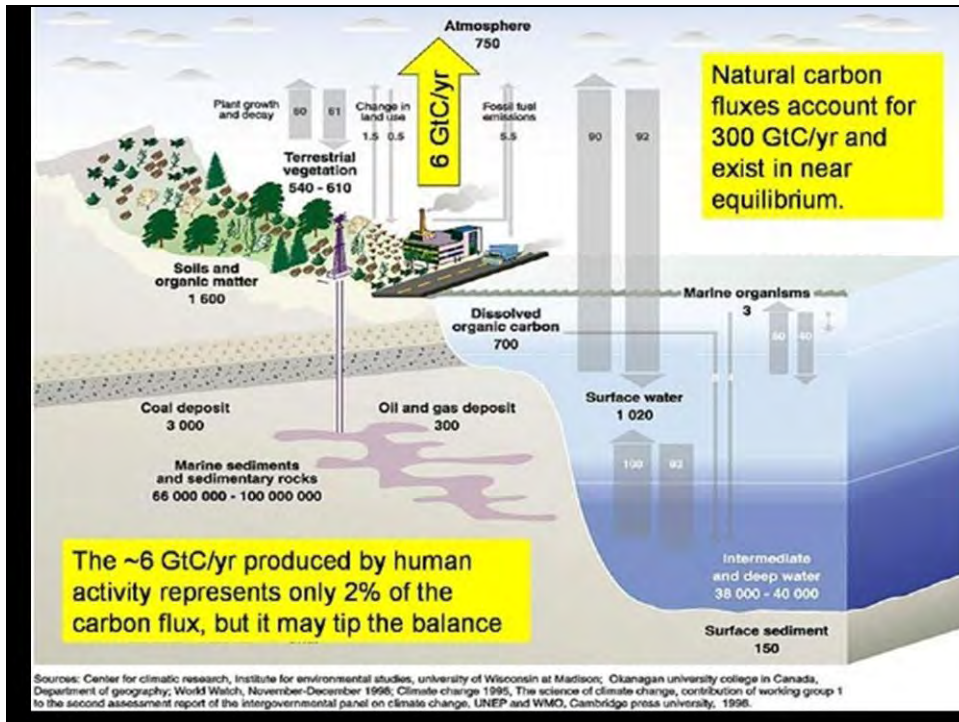 Atmosphere
750
Natural carbon
fluxes account for
300 GtC/yr and
exist in near
equilibrium.
6 GtC/yr
Plant growth
and decay
60
61
Change in
land use
1.5 0.5
Fossil fuel
emissions
5.5
90
92
Terrestrial
vegetation
540 - 610
Soils and
organic matter
1 600
Marine organisms
3
Dissolved
organic carbon
700
Surface water
1 020
Coal deposit
3 000
Oil and gas deposit
300
40
100
Marine sediments
and sedimentary rocks
66 000 000 - 100 000 000
The ~6 GtC/yr produced by human
activity represents only 2% of the
carbon flux, but it may tip the balance
Intermediate
and deep water
38 000 - 40 000
Surface sediment
150
Sources: Center for climatic research, Institute for environmental studies, university of Wisconsin at Madison; Okanagan university college in Canada,
Department of geography; World Watch, November-December 1998; Climate change 1995, The science of climate change, contribution of working group 1
to the second assessment report of the intergovernmental panel on climate change, UNEP and WMO, Cambridge press university, 1996.